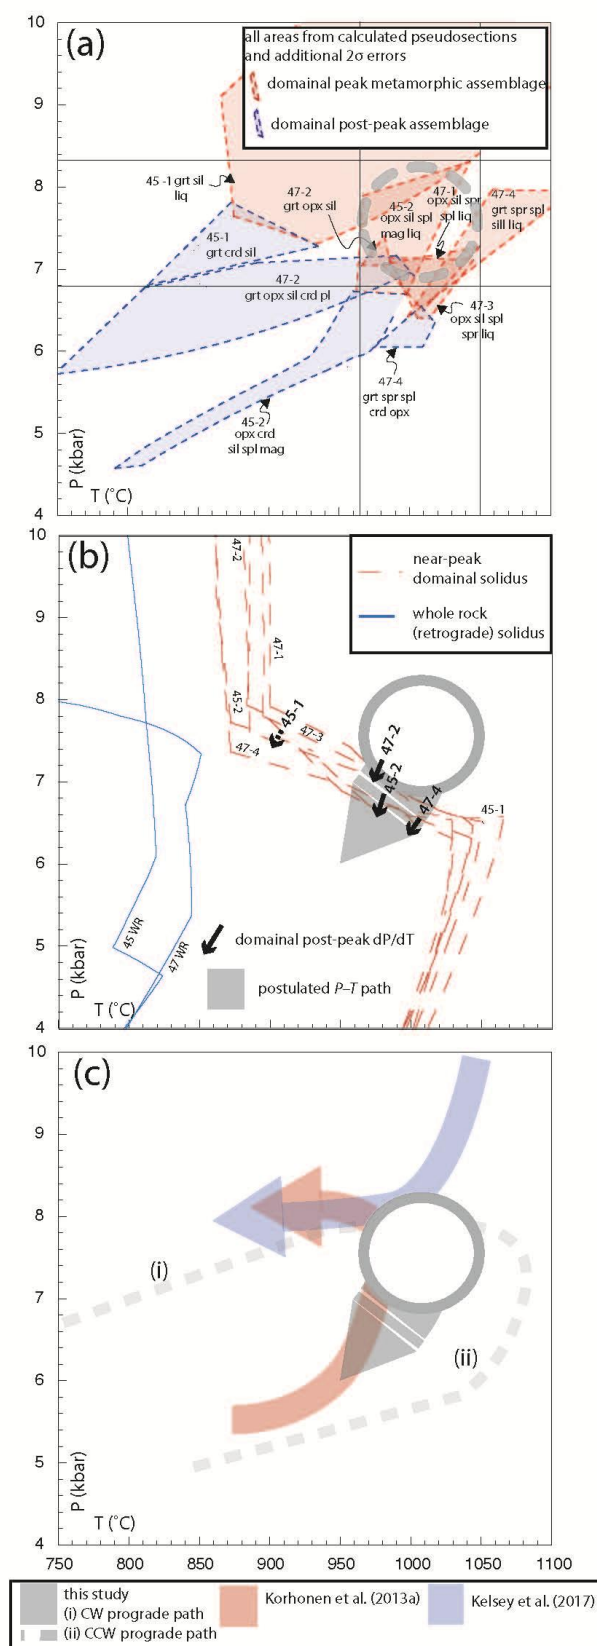 (a)
all areas from calculated pseudosections
and additional 2σ errors
domainal peak metamorphic assemblage
domainal post-peak assemblage
10
9
8
7
6
5
4
P (kbar)
T (˚C)
45 -1 grt sil
liq
47-2
grt opx sil
45-2
opx sil spl
mag liq
47-1
opx sil spr
spl liq
47-4
grt spr spl
sill liq
45-1
grt crd sil
47-2
grt opx sil crd pl
47-3
opx sil spl
spr liq
47-4
grt spr spl
crd opx
45-2
opx crd
sil spl mag
(b)
near-peak
domainal solidus
whole rock
(retrograde) solidus
10
9
8
7
6
5
4
P (kbar)
T (˚C)
47-2
47-1
45-2
45-1
47-3
47-4
47-2
45-2
47-4
45-1
45 WR
47 WR
domainal post-peak dP/dT
postulated P–T path
(c)
10
9
8
7
6
5
4
P (kbar)
T (˚C)
(i)
(ii)
750 800 850 900 950 1000 1050 1100
this study
(i) CW prograde path
(ii) CCW prograde path
Korhonen et al. (2013a)
Kelsey et al. (2017)